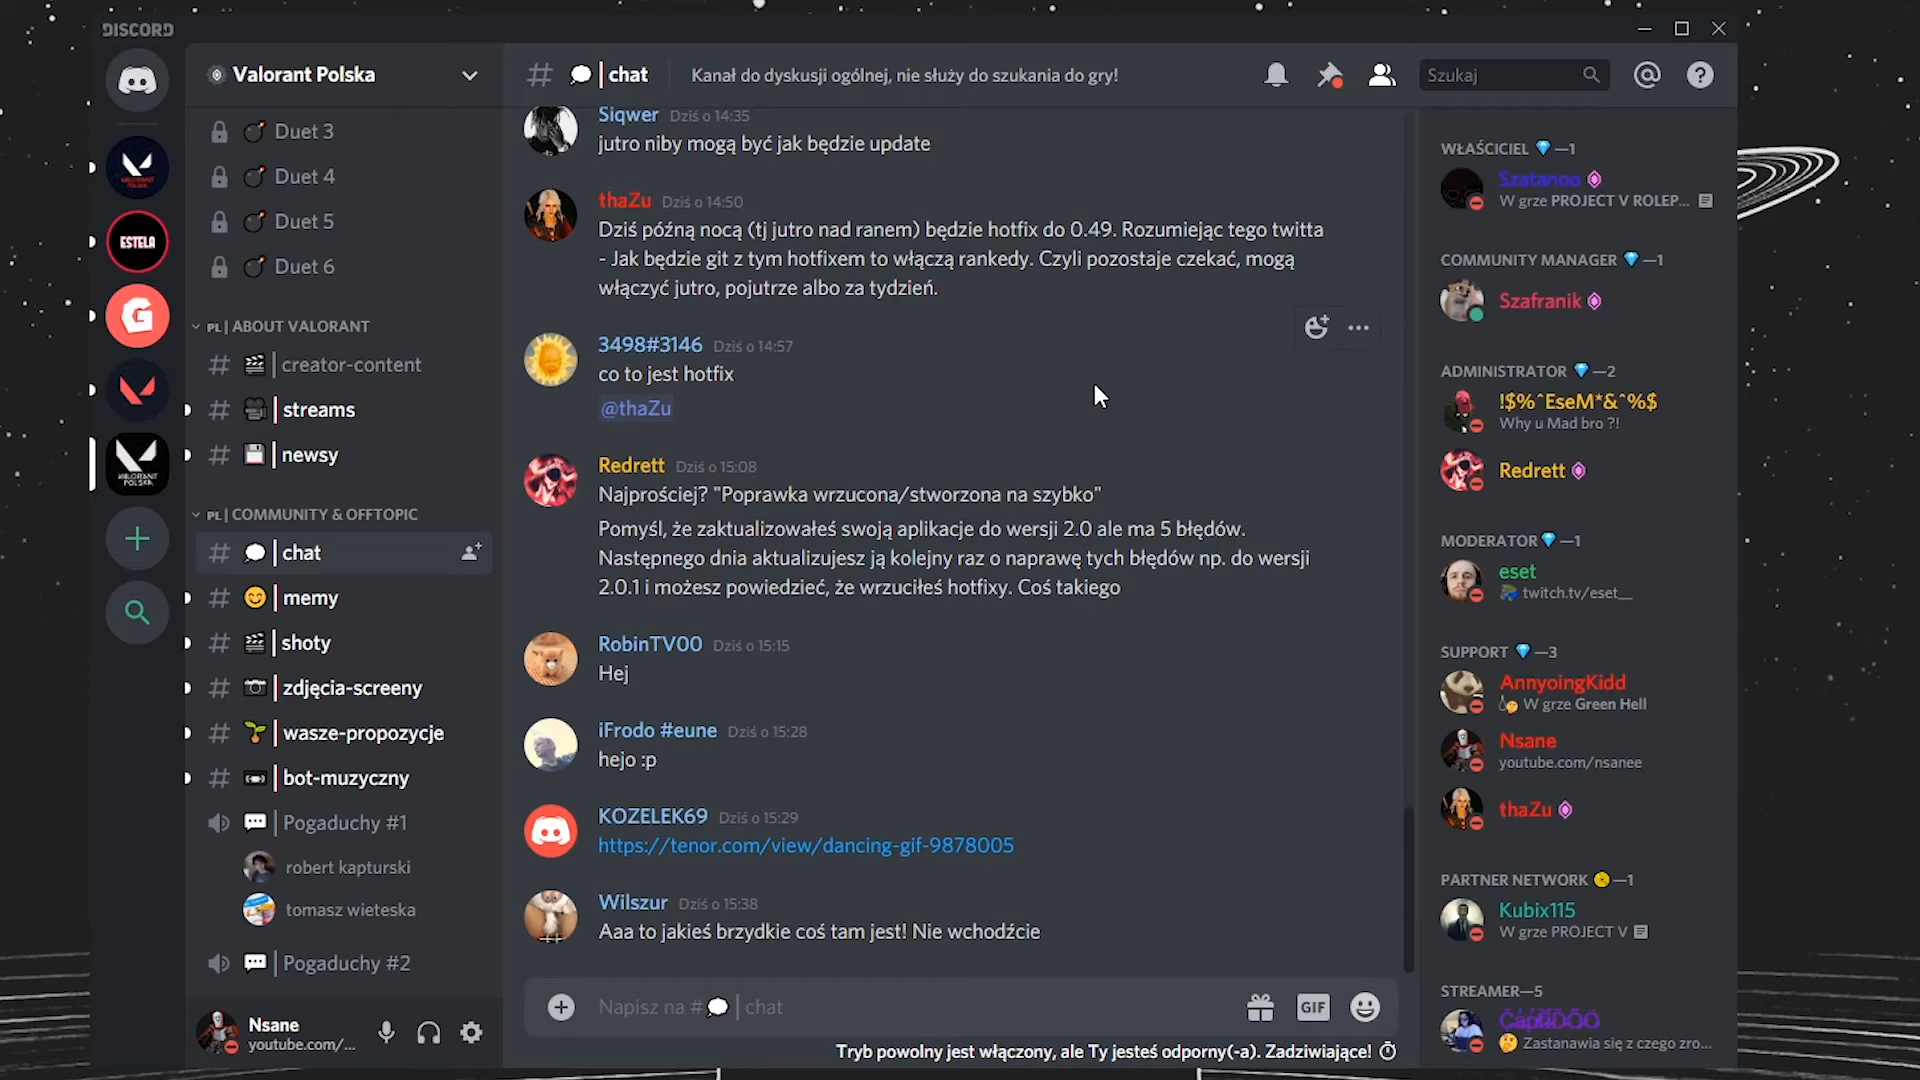 DISCORD
Valorant Polska
Duet 3
Duet 4
Duet 5
Duet 6
PL | ABOUT VALORANT
creator-content
streams
newsy
PL | COMMUNITY & OFFTOPIC
chat
memy
shoty
zdjęcia-screeny
wasze-propozycje
bot-muzyczny
Pogaduchy #1
robert kapturski
tomasz wieteska
Pogaduchy #2
Nsane
youtube.com/...
VALORANT
POLSKA
ESTELA
VALORANT
POLSKA
# | chat
Kanał do dyskusji ogólnej, nie służy do szukania do gry!
Szukaj
Siqwer Dziś o 14:35
jutro niby mogą być jak będzie update
thaZu Dziś o 14:50
Dziś późną nocą (tj jutro nad ranem) będzie hotfix do 0.49. Rozumiejąc tego twitta
- Jak będzie git z tym hotfixem to włączą rankedy. Czyli pozostaje czekać, mogą
włączyć jutro, pojutrze albo za tydzień.
3498#3146 Dziś o 14:57
co to jest hotfix
@thaZu
Redrett Dziś o 15:08
Najprościej? "Poprawka wrzucona/stworzona na szybko"
Pomyśl, że zaktualizowałeś swoją aplikacje do wersji 2.0 ale ma 5 błędów.
Następnego dnia aktualizujesz ją kolejny raz o naprawę tych błędów np. do wersji
2.0.1 i możesz powiedzieć, że wrzuciłeś hotfixy. Coś takiego
RobinTV00 Dziś o 15:15
Hej
iFrodo #eune Dziś o 15:28
hejo :p
KOZELEK69 Dziś o 15:29
https://tenor.com/view/dancing-gif-9878005
Wilszur Dziś o 15:38
Aaa to jakieś brzydkie coś tam jest! Nie wchodźcie
Napisz na # | chat
GIF
Tryb powolny jest włączony, ale Ty jesteś odporny(-a). Zadziwiające!
WŁAŚCICIEL —1
Szatanoo
W grze PROJECT V ROLEP...
COMMUNITY MANAGER —1
Szafranik
ADMINISTRATOR —2
!$%^EseM*&^%$
Why u Mad bro ?!
Redrett
MODERATOR —1
eset
twitch.tv/eset__
SUPPORT —3
AnnyoingKidd
W grze Green Hell
Nsane
youtube.com/nsanee
thaZu
PARTNER NETWORK —1
Kubix115
W grze PROJECT V
STREAMER—5
Zastanawia się z czego zro...